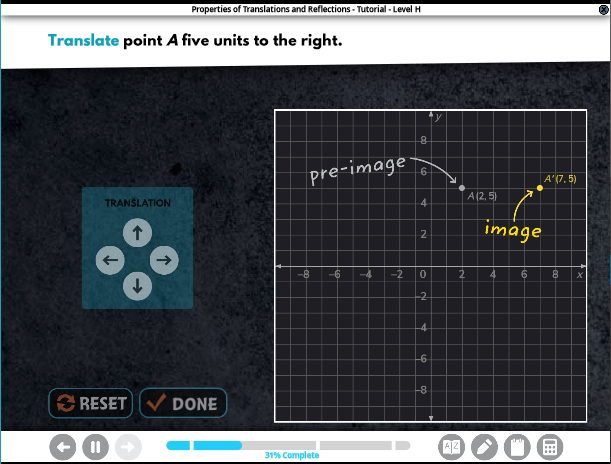 Properties of Translations and Reflections - Tutorial - Level H
Translate point A five units to the right.
y
8
pre-image
6
A'(7, 5)
A(2, 5)
4
image
2
TRANSLATION
-8 -6 -4 -2 0 2 4 6 8 x
-2
-4
-6
-8
RESET
DONE
31% Complete
A Z